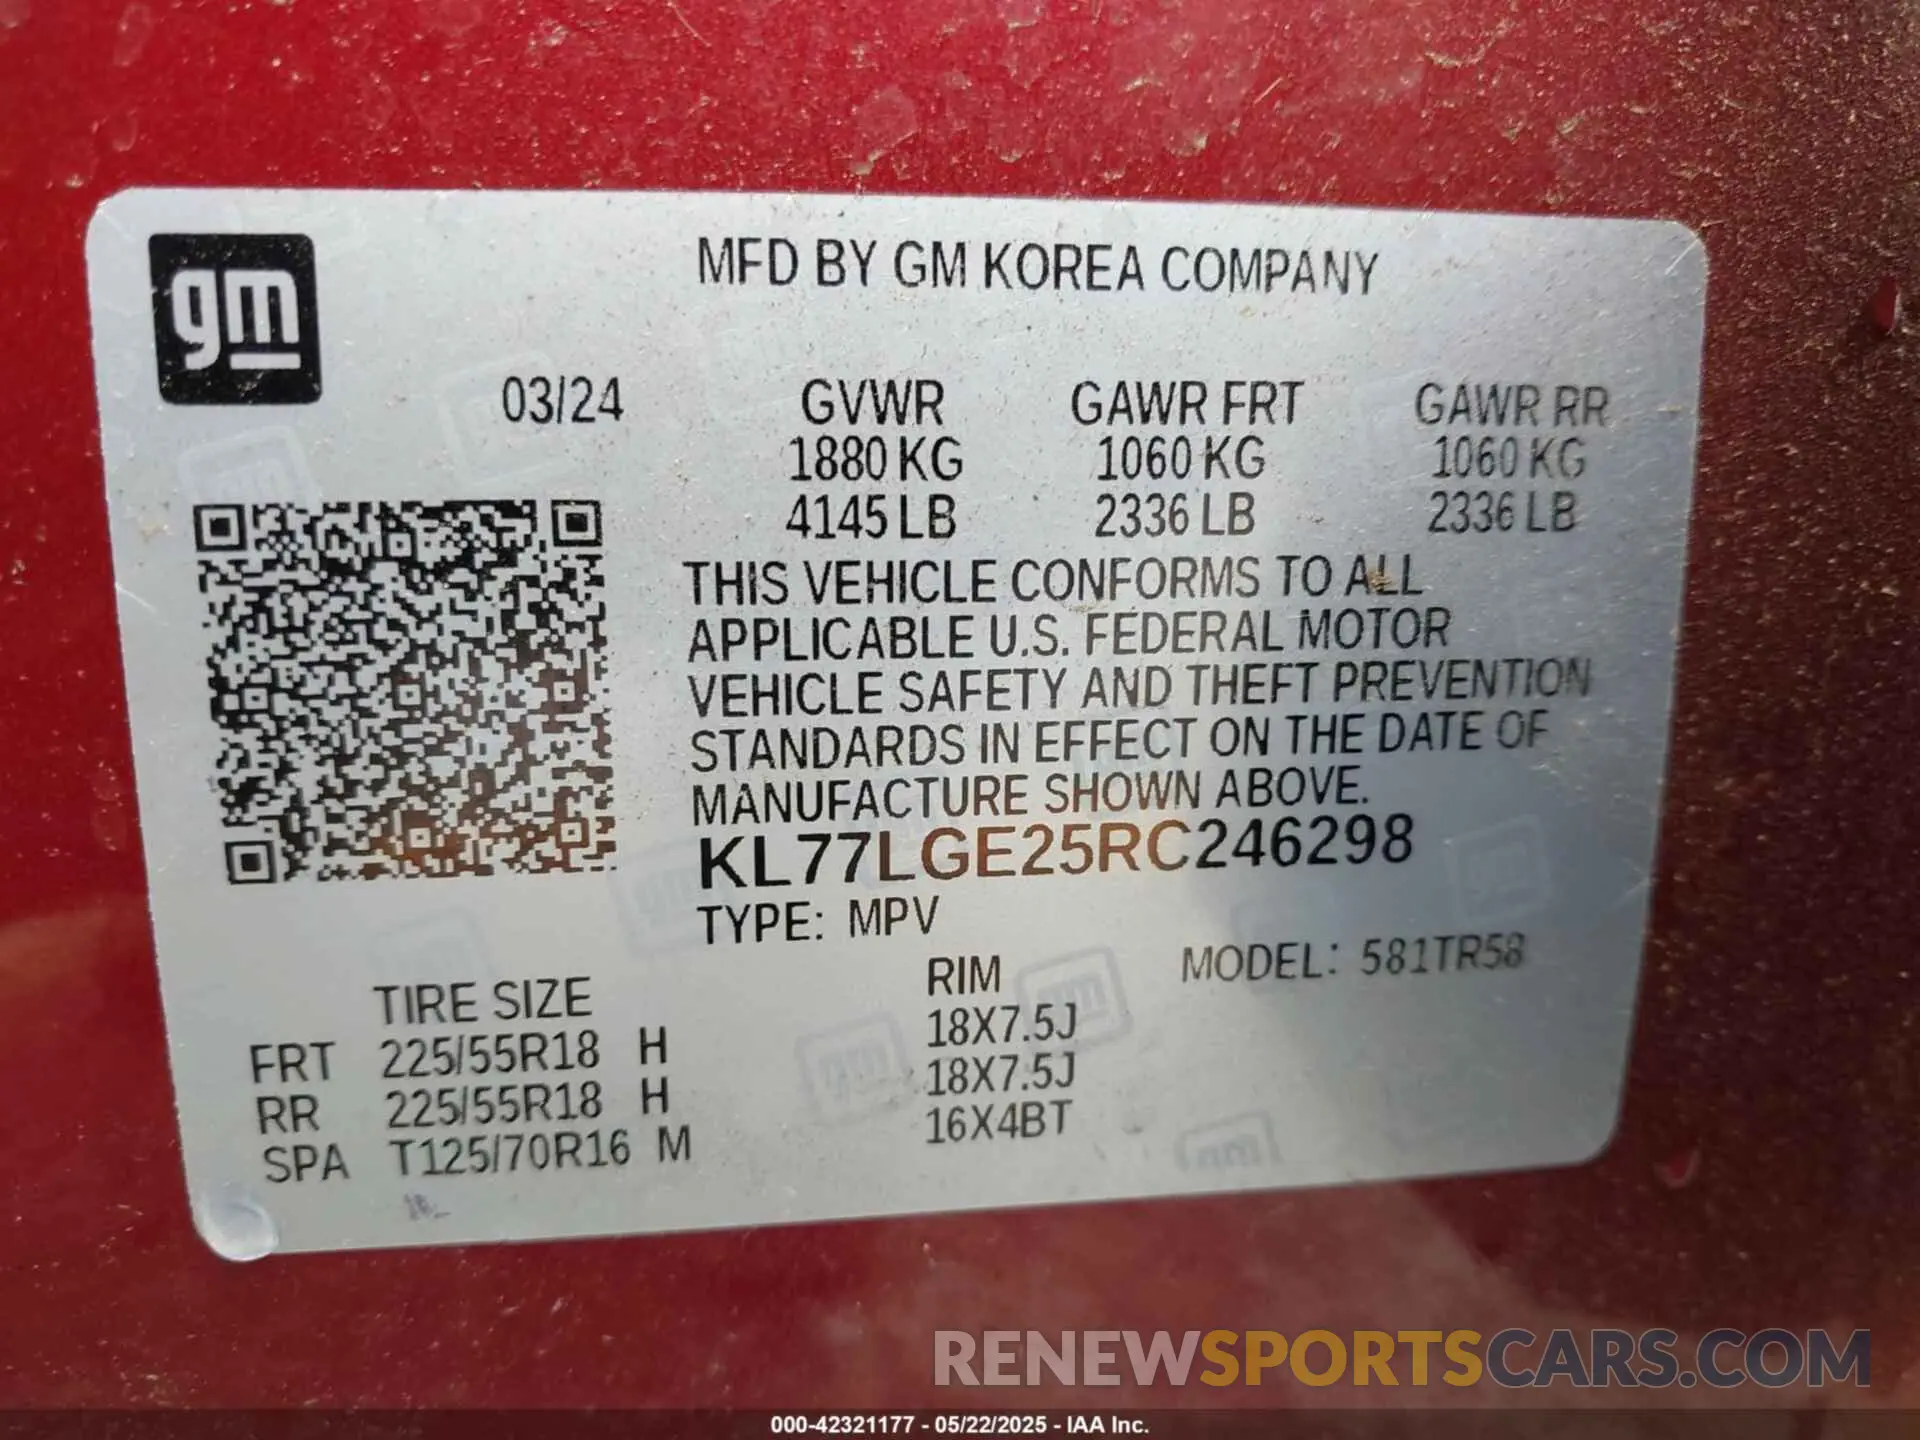 gm
MFD BY GM KOREA COMPANY
03/24 GVWR GAWR FRT GAWR RR
1880 KG 1060 KG 1060 KG
4145 LB 2336 LB 2336 LB
THIS VEHICLE CONFORMS TO ALL
APPLICABLE U.S. FEDERAL MOTOR
VEHICLE SAFETY AND THEFT PREVENTION
STANDARDS IN EFFECT ON THE DATE OF
MANUFACTURE SHOWN ABOVE.
KL77LGE25RC246298
TYPE: MPV
MODEL: 581TR58
TIRE SIZE RIM
FRT 225/55R18 H 18X7.5J
RR 225/55R18 H 18X7.5J
SPA T125/70R16 M 16X4BT
RENEWSPORTSCARS.COM
000-42321177 - 05/22/2025 - IAA Inc.